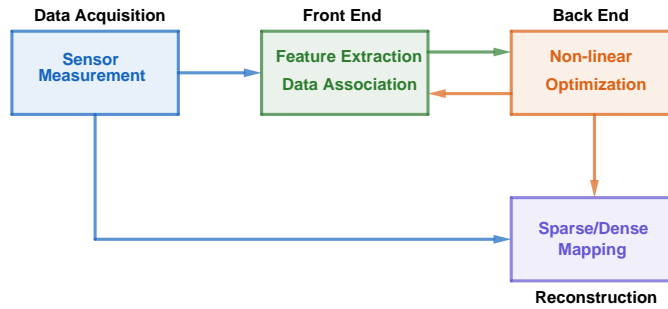 Data Acquisition
Front End
Back End
Sensor
Measurement
Feature Extraction
Data Association
Non-linear
Optimization
Sparse/Dense
Mapping
Reconstruction